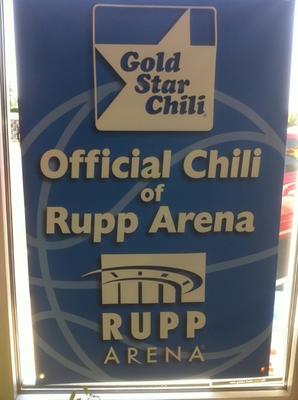 Gold
Star
Chili
Official Chili
of
Rupp Arena
RUPP
ARENA